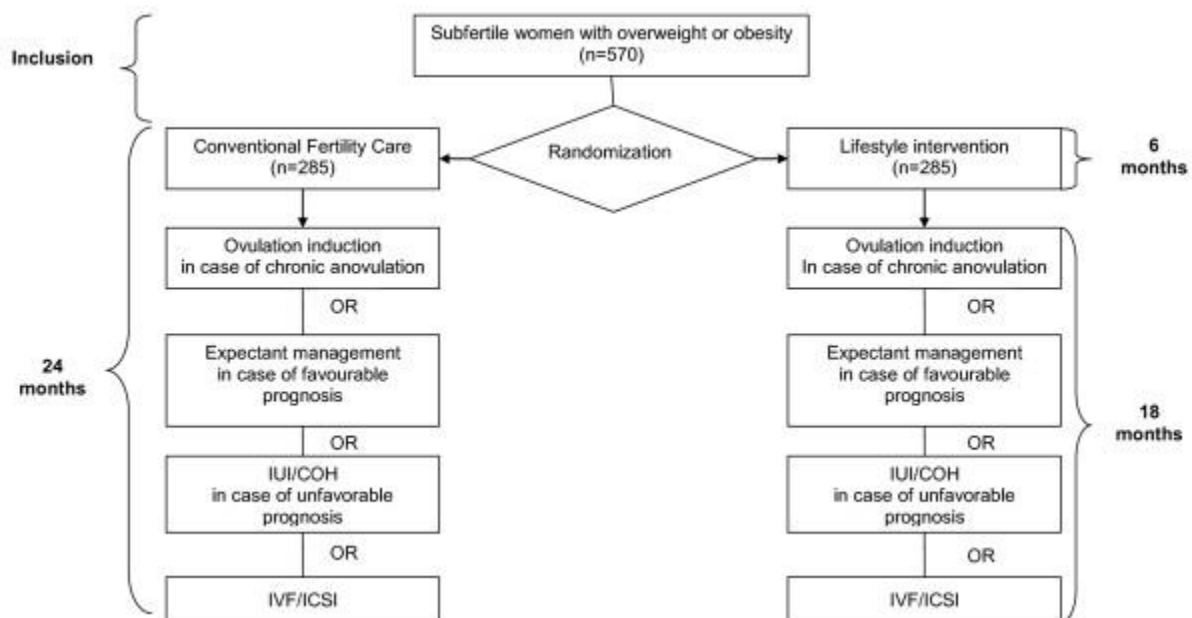 Subfertile women with overweight or obesity
(n=570)
Inclusion
Randomization
Conventional Fertility Care
(n=285)
Lifestyle intervention
(n=285)
6
months
Ovulation induction
in case of chronic anovulation
OR
Expectant management
in case of favourable
prognosis
OR
IUI/COH
in case of unfavorable
prognosis
OR
IVF/ICSI
24
months
Ovulation induction
In case of chronic anovulation
OR
Expectant management
in case of favourable
prognosis
OR
IUI/COH
in case of unfavorable
prognosis
OR
IVF/ICSI
18
months